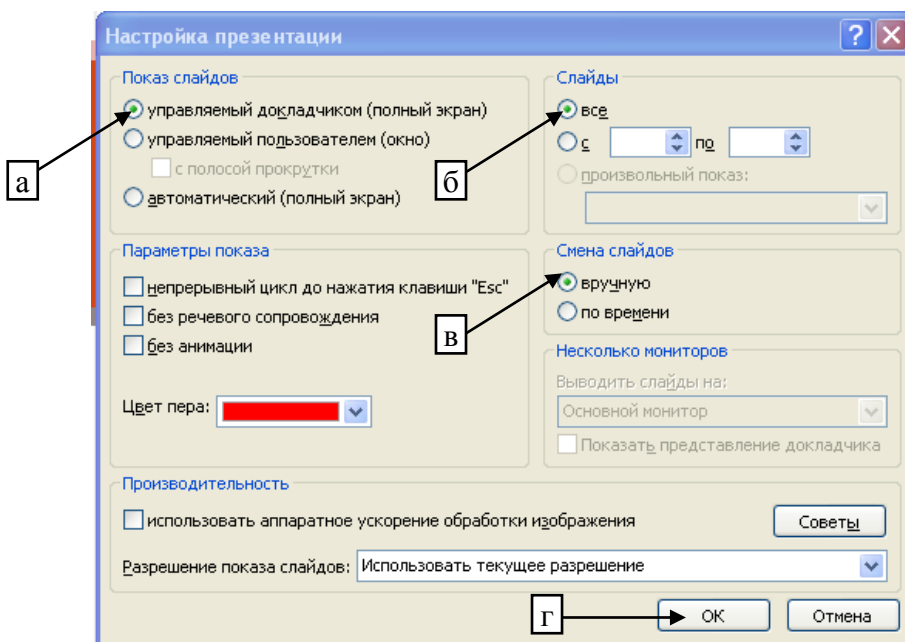 Настройка презентации
Показ слайдов
управляемый докладчиком (полный экран)
управляемый пользователем (окно)
с полосой прокрутки
автоматический (полный экран)
а
Слайды
все
с по
произвольный показ:
б
Параметры показа
непрерывный цикл до нажатия клавиши "Esc"
без речевого сопровождения
без анимации
Цвет пера:
Смена слайдов
вручную
по времени
в
Несколько мониторов
Выводить слайды на:
Основной монитор
Показать представление докладчика
Производительность
использовать аппаратное ускорение обработки изображения
Советы
Разрешение показа слайдов: Использовать текущее разрешение
г
ОК
Отмена